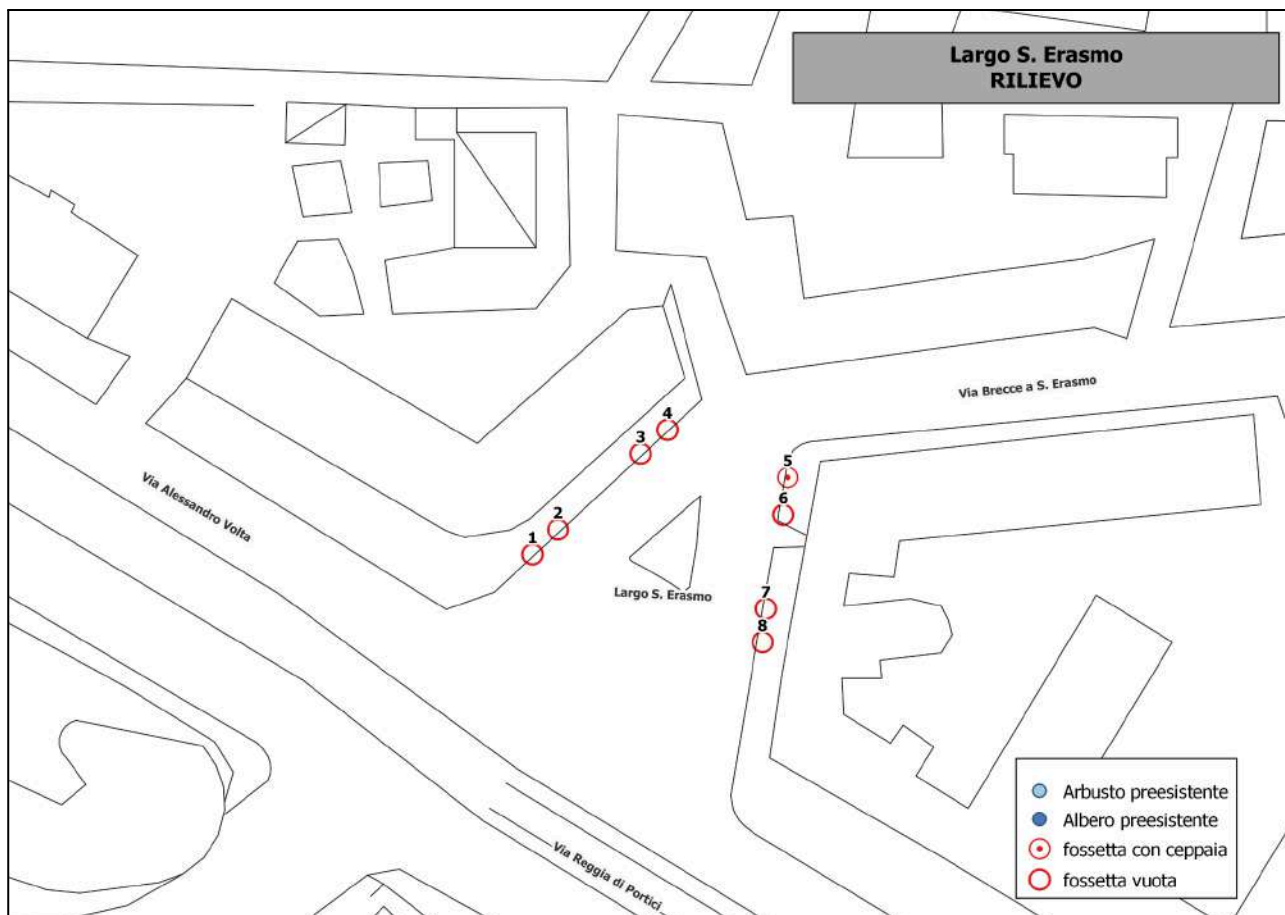 Largo S. Erasmo
RILIEVO
Via Brecce a S. Erasmo
4
3
5
6
2
1
Via Alessandro Volta
Largo S. Erasmo
7
8
Arbusto preesistente
Albero preesistente
fossetta con ceppaia
fossetta vuota
Via Reggia di Portici